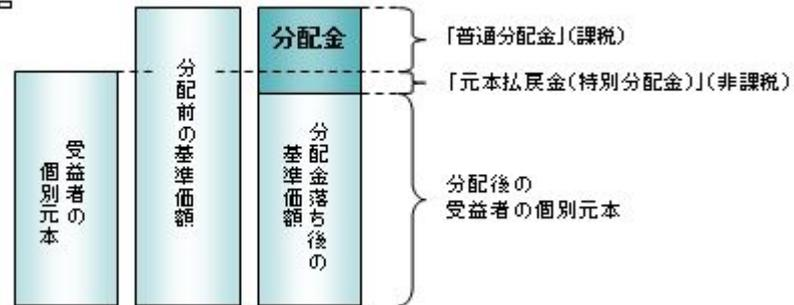 受益者の
個別元本
分配前の基準価額
分配金
分配金落ち後の
基準価額
「普通分配金」(課税)
「元本払戻金(特別分配金)」(非課税)
分配後の
受益者の個別元本